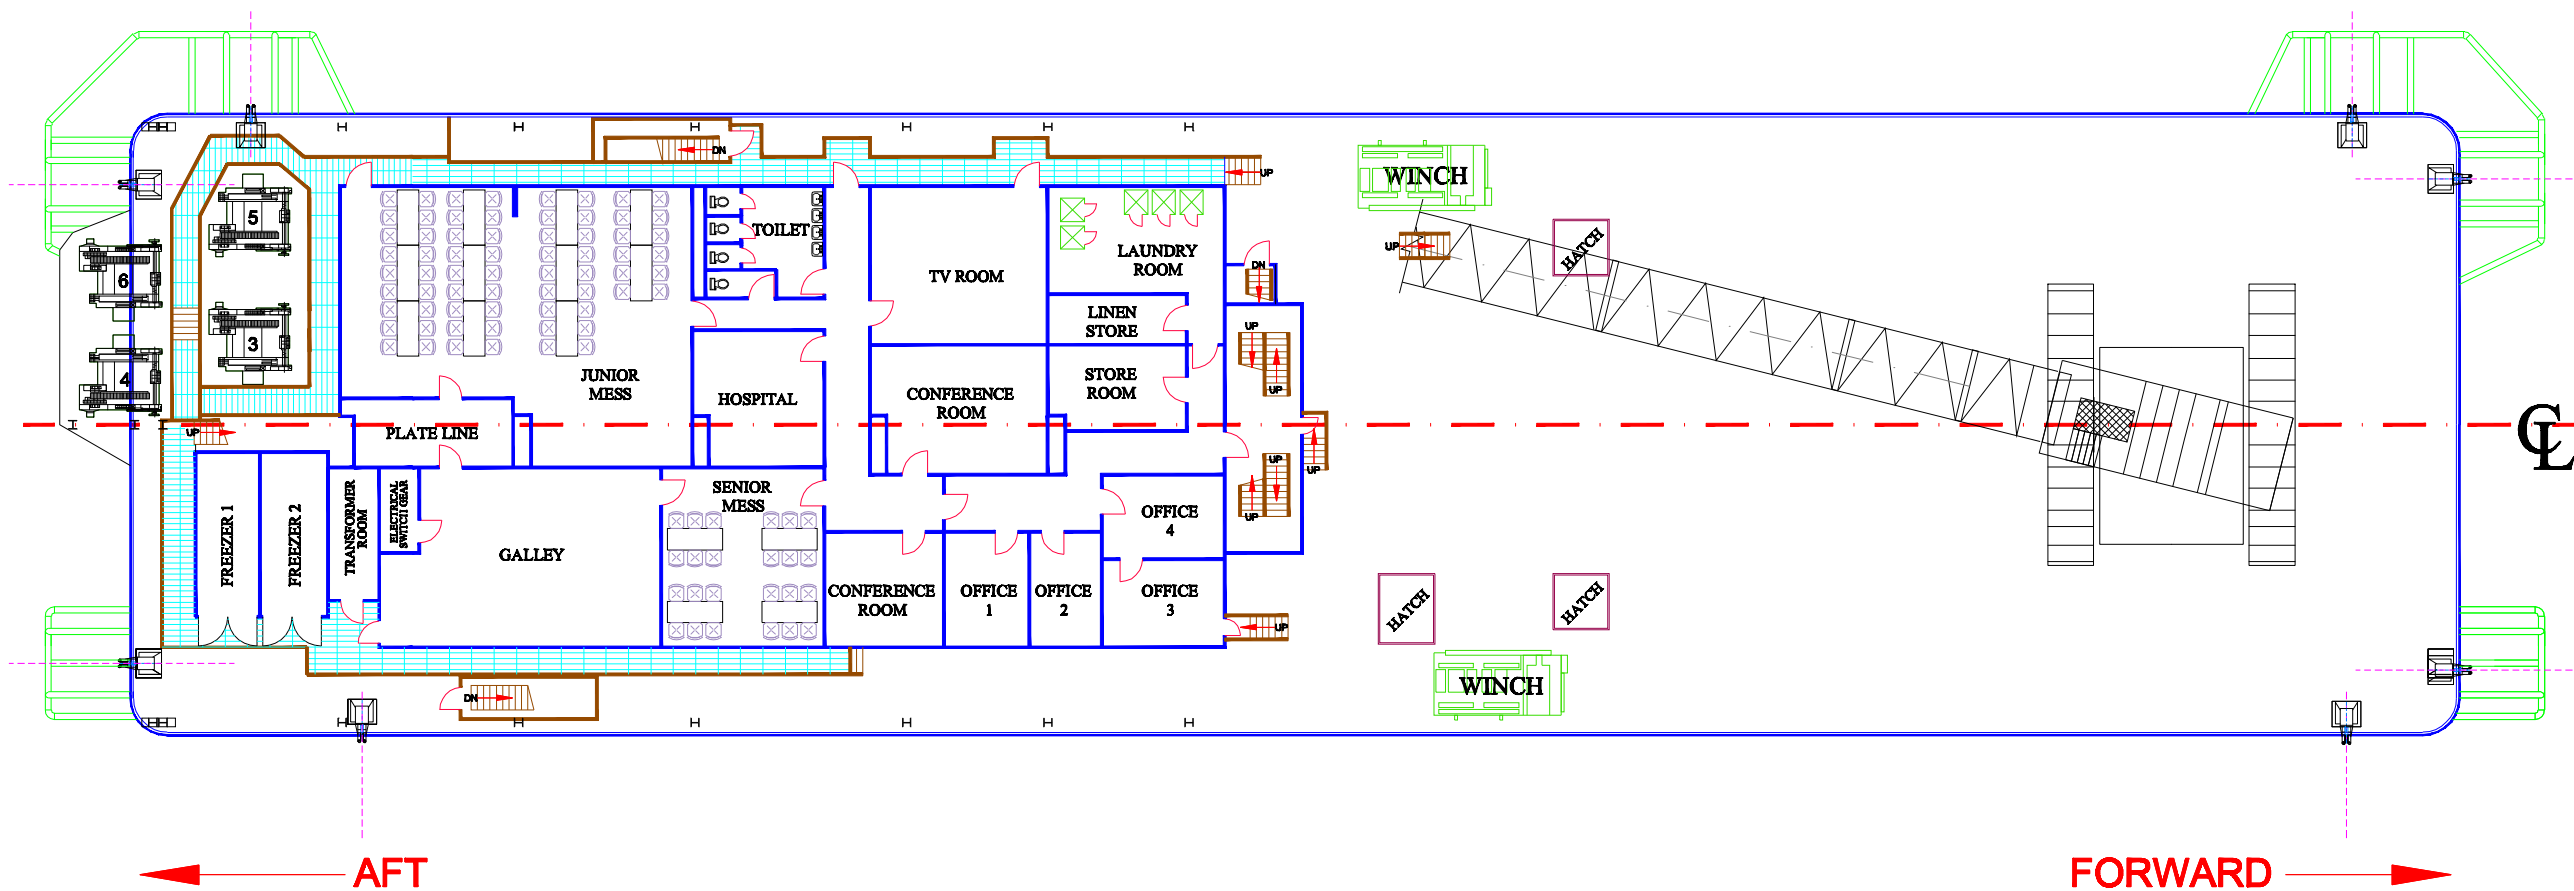 DN
UP
WINCH
5
TOILET
UP
HATCH
LAUNDRY
ROOM
TV ROOM
DN
6
LINEN
STORE
UP
3
4
JUNIOR
MESS
HOSPITAL
CONFERENCE
ROOM
STORE
ROOM
UP
UP
PLATE LINE
CL
UP
UP
SENIOR
MESS
FREEZER 1
FREEZER 2
TRANSFORMER
ROOM
ELECTRICAL
SWITCH GEAR
GALLEY
OFFICE
4
UP
CONFERENCE
ROOM
OFFICE
1
OFFICE
2
OFFICE
3
UP
HATCH
HATCH
DN
WINCH
AFT
FORWARD